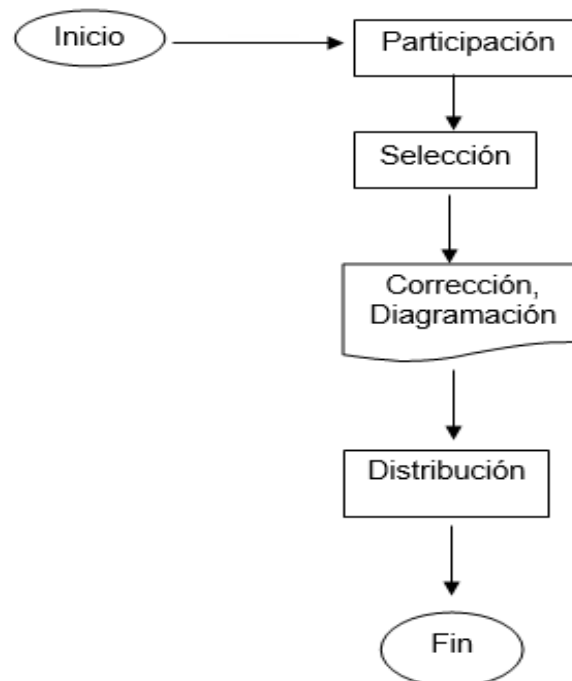 Inicio
Participación
Selección
Corrección,
Diagramación
Distribución
Fin